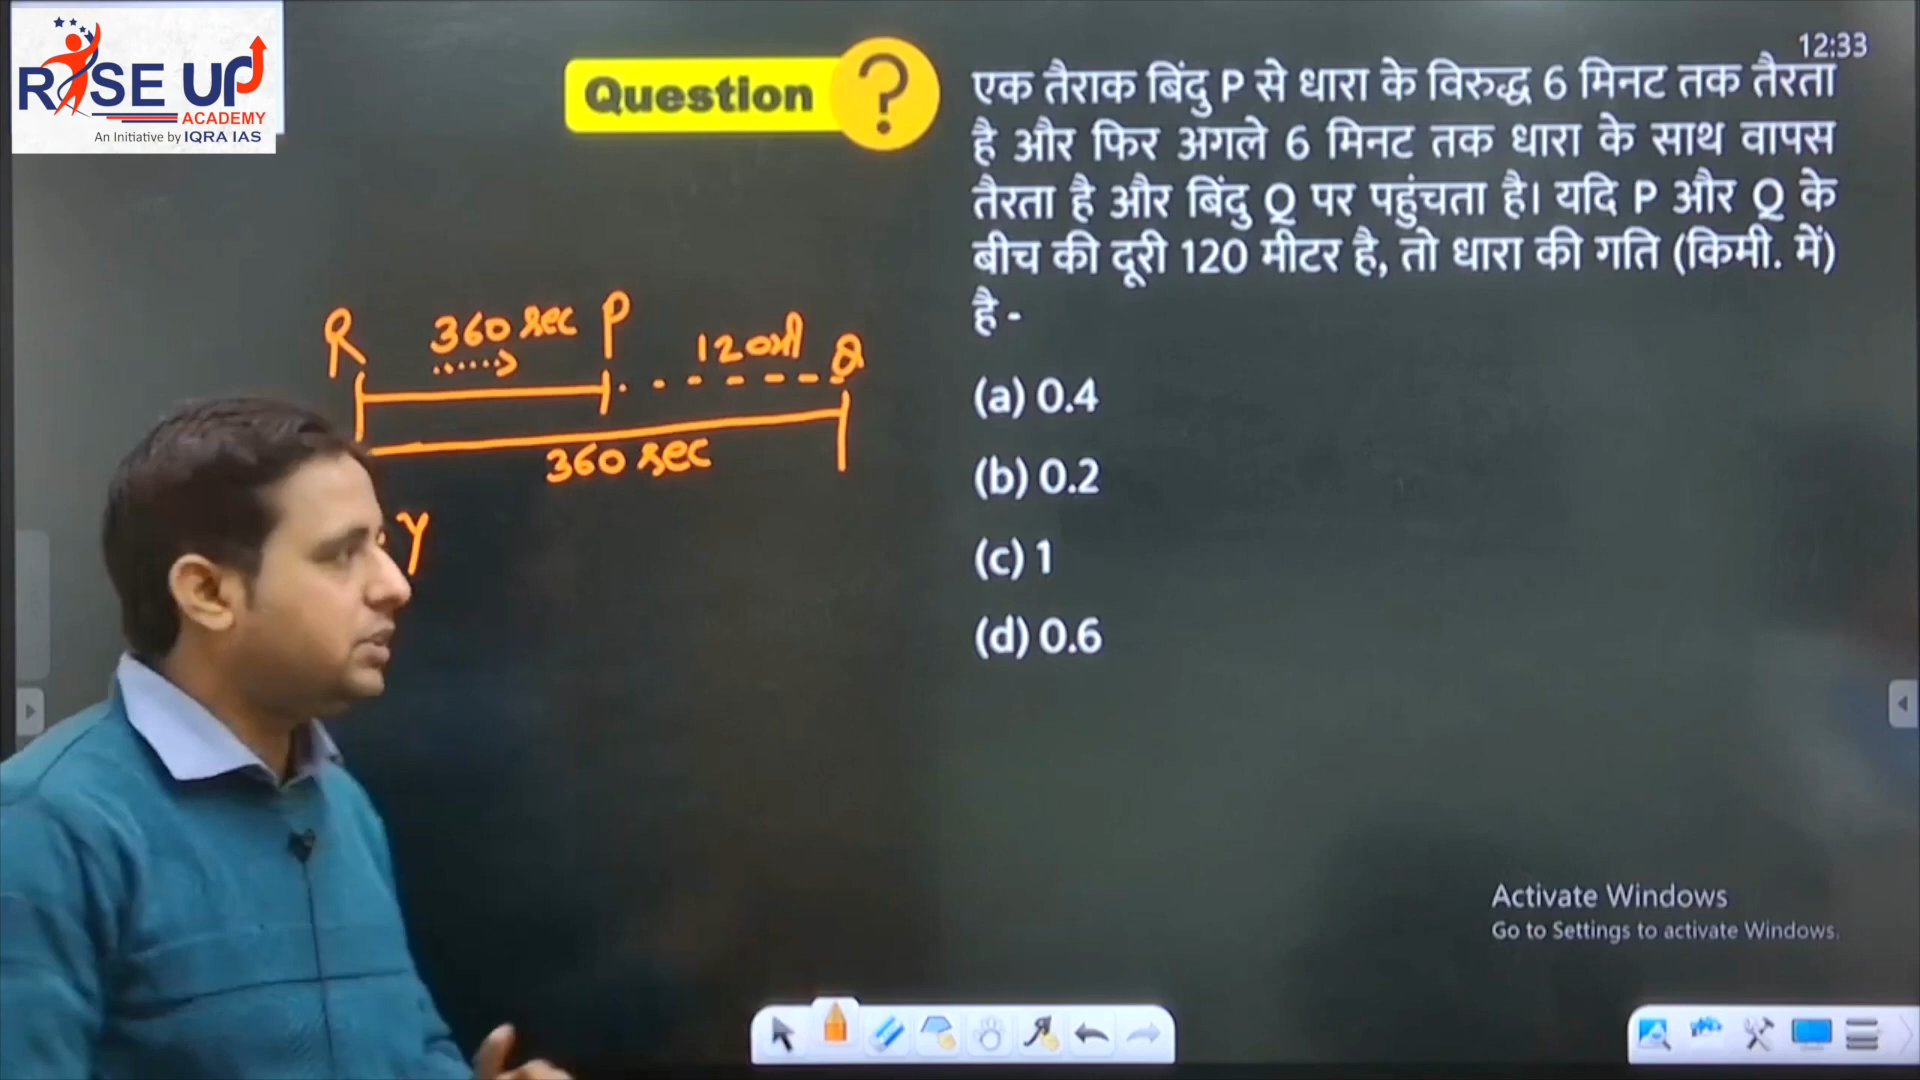 RISE UP
ACADEMY
An Initiative by IQRA IAS
Question ?
12:33
एक तैराक बिंदु P से धारा के विरुद्ध 6 मिनट तक तैरता
है और फिर अगले 6 मिनट तक धारा के साथ वापस
तैरता है और बिंदु Q पर पहुंचता है। यदि P और Q के
बीच की दूरी 120 मीटर है, तो धारा की गति (किमी. में)
है -
(a) 0.4
(b) 0.2
(c) 1
(d) 0.6
R 360 sec P 120मी Q
360 sec
Y
Activate Windows
Go to Settings to activate Windows.